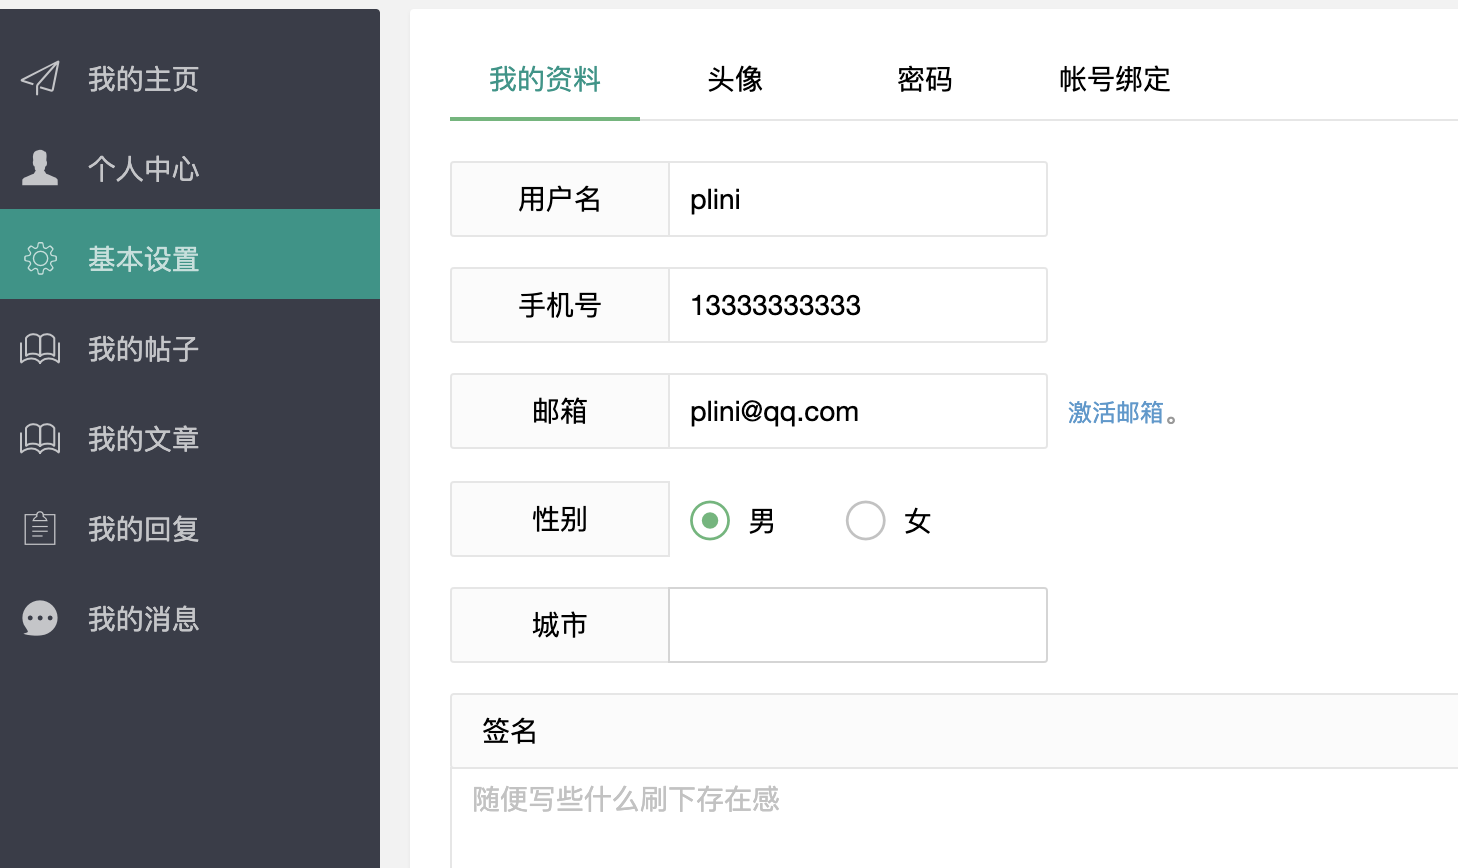 我的主页
个人中心
基本设置
我的帖子
我的文章
我的回复
我的消息
我的资料 头像 密码 帐号绑定
用户名 plini
手机号 13333333333
邮箱 plini@qq.com 激活邮箱。
性别 男 女
城市
签名
随便写些什么刷下存在感